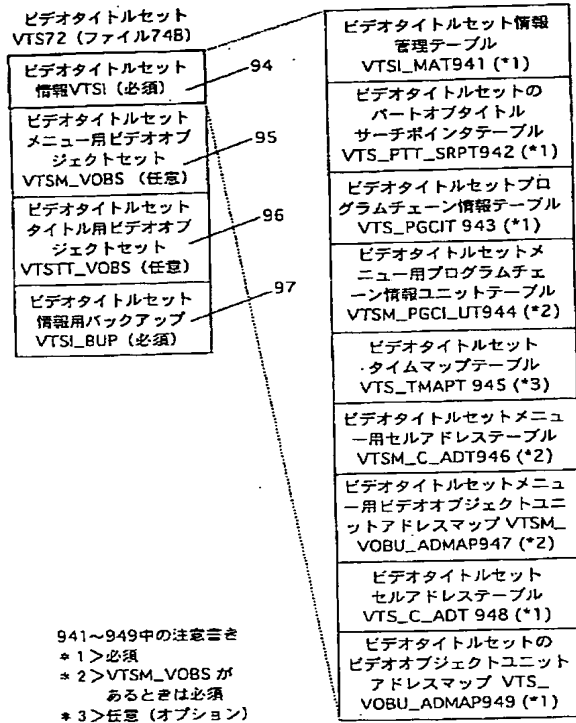 ビデオタイトルセット
VTS72（ファイル74B）
ビデオタイトルセット
情報VTSI（必須）
94
ビデオタイトルセット
メニュー用ビデオオブ
ジェクトセット
VTSM_VOBS （任意）
95
ビデオタイトルセット
タイトル用ビデオオブ
ジェクトセット
VTSTT_VOBS（任意）
96
ビデオタイトルセット
情報用バックアップ
VTSI_BUP（必須）
97
ビデオタイトルセット情報
管理テーブル
VTSI_MAT941 (*1)
ビデオタイトルセットの
パートオブタイトル
サーチポインタテーブル
VTS_PTT_SRPT942 (*1)
ビデオタイトルセットプロ
グラムチェーン情報テーブル
VTS_PGCIT 943 (*1)
ビデオタイトルセットメ
ニュー用プログラムチェ
ーン情報ユニットテーブル
VTSM_PGCI_UT944 (*2)
ビデオタイトルセット
タイムマップテーブル
VTS_TMAPT 945 (*3)
ビデオタイトルセットメニュ
ー用セルアドレステーブル
VTSM_C_ADT946 (*2)
ビデオタイトルセットメニュ
ー用ビデオオブジェクトユニ
ットアドレスマップ VTSM_
VOBU_ADMAP947 (*2)
ビデオタイトルセット
セルアドレステーブル
VTS_C_ADT 948 (*1)
ビデオタイトルセットの
ビデオオブジェクトユニット
アドレスマップ VTS_
VOBU_ADMAP949 (*1)
941～949中の注意書き
*1＞必須
*2＞VTSM_VOBS が
あるときは必須
*3＞任意（オプション）